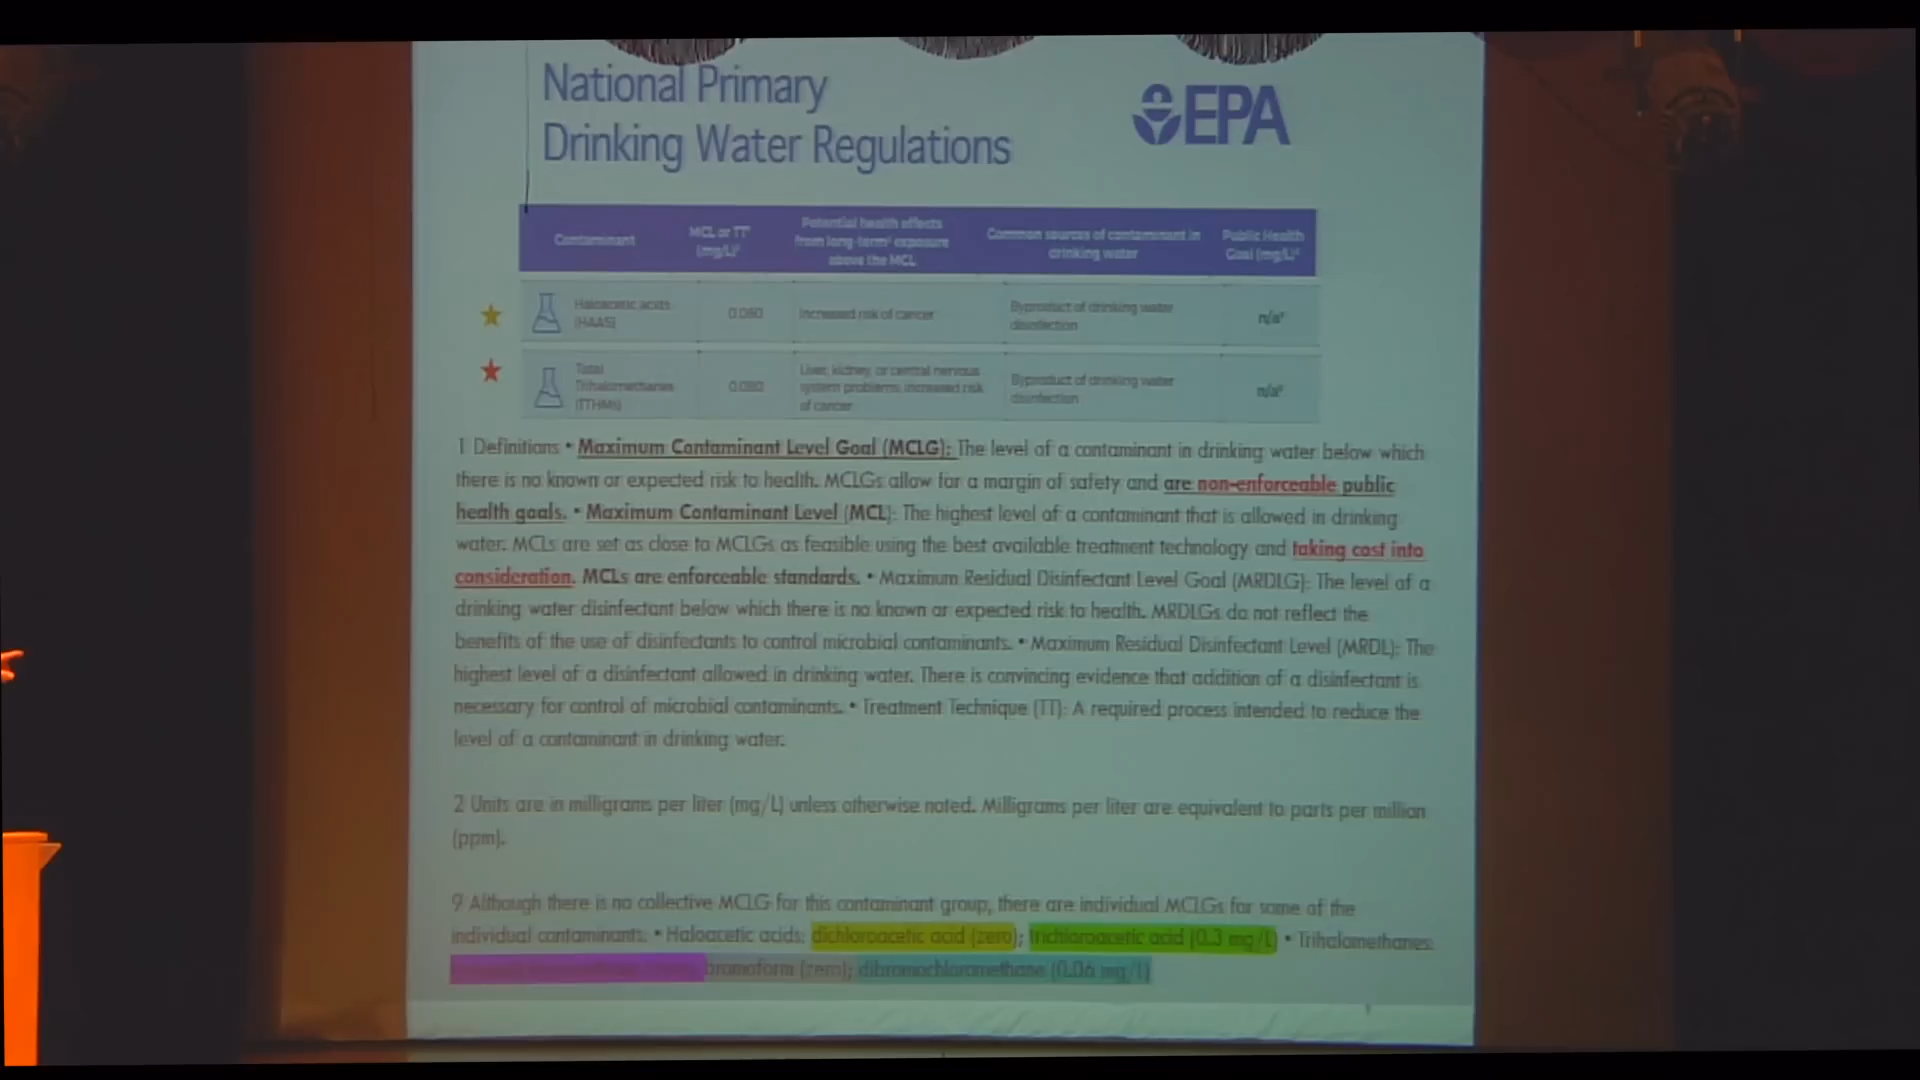 National Primary
Drinking Water Regulations
EPA
Contaminant
MCL or TT¹ (mg/L)²
Potential health effects from long-term³ exposure above the MCL
Common sources of contaminant in drinking water
Public Health Goal (mg/L)²
Haloacetic acids (HAA5)
Increased risk of cancer
Byproduct of drinking water disinfection
n/a⁹
Total Trihalomethanes (TTHMs)
0.080
Liver, kidney, or central nervous system problems; increased risk of cancer
Byproduct of drinking water disinfection
n/a⁹
1 Definitions • Maximum Contaminant Level Goal (MCLG): The level of a contaminant in drinking water below which
there is no known or expected risk to health. MCLGs allow for a margin of safety and are non-enforceable public
health goals. • Maximum Contaminant Level (MCL): The highest level of a contaminant that is allowed in drinking
water. MCLs are set as close to MCLGs as feasible using the best available treatment technology and taking cost into
consideration. MCLs are enforceable standards. • Maximum Residual Disinfectant Level Goal (MRDLG): The level of a
drinking water disinfectant below which there is no known or expected risk to health. MRDLGs do not reflect the
benefits of the use of disinfectants to control microbial contaminants. • Maximum Residual Disinfectant Level (MRDL): The
highest level of a disinfectant allowed in drinking water. There is convincing evidence that addition of a disinfectant is
necessary for control of microbial contaminants. • Treatment Technique (TT): A required process intended to reduce the
level of a contaminant in drinking water.
2 Units are in milligrams per liter (mg/L) unless otherwise noted. Milligrams per liter are equivalent to parts per million
(ppm).
9 Although there is no collective MCLG for this contaminant group, there are individual MCLGs for some of the
individual contaminants: • Haloacetic acids: dichloroacetic acid (zero); trichloroacetic acid (0.3 mg/L) • Trihalomethanes:
bromoform (zero); dibromochloromethane (0.06 mg/L)